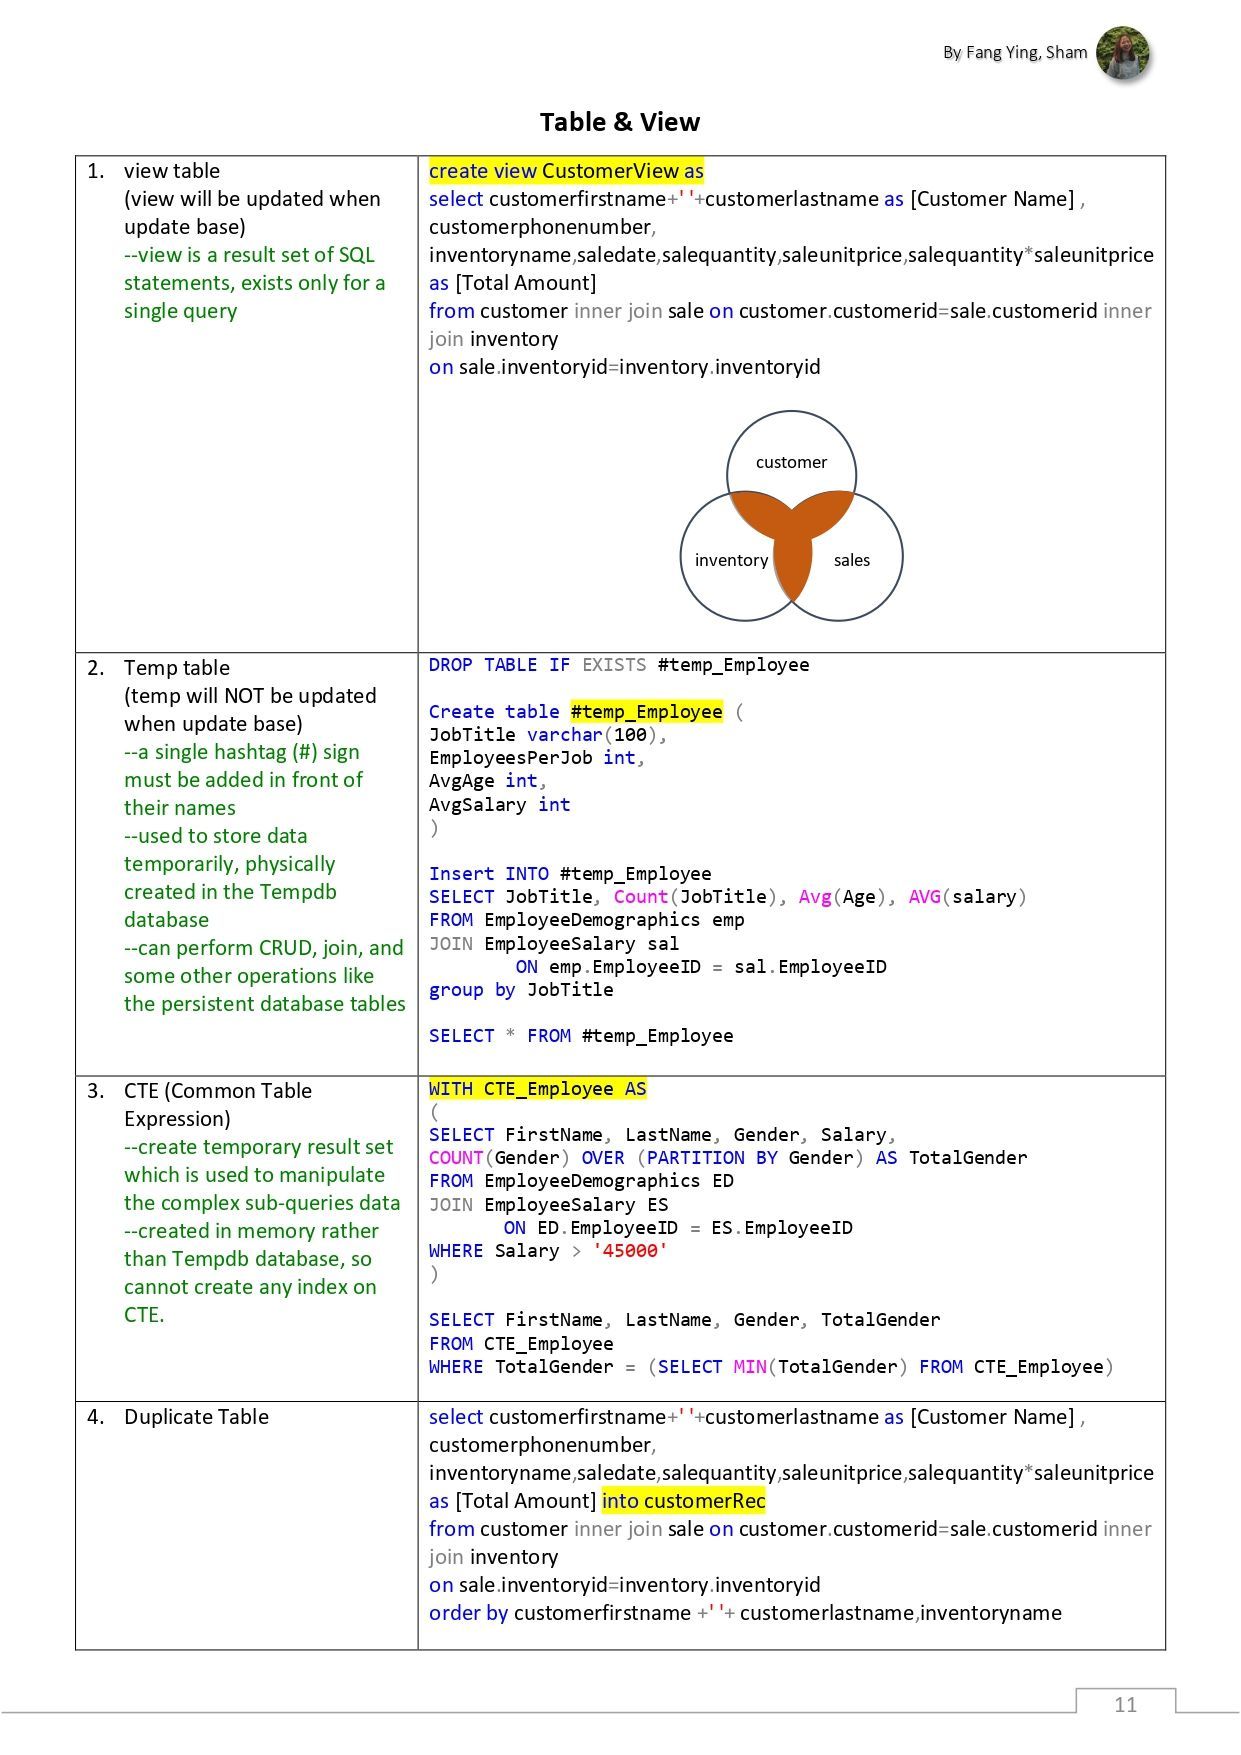 By Fang Ying, Sham
Table & View
1. view table
(view will be updated when
update base)
--view is a result set of SQL
statements, exists only for a
single query
create view CustomerView as
select customerfirstname+' '+customerlastname as [Customer Name] ,
customerphonenumber,
inventoryname,saledate,salequantity,saleunitprice,salequantity*saleunitprice
as [Total Amount]
from customer inner join sale on customer.customerid=sale.customerid inner
join inventory
on sale.inventoryid=inventory.inventoryid
customer
inventory
sales
2. Temp table
(temp will NOT be updated
when update base)
--a single hashtag (#) sign
must be added in front of
their names
--used to store data
temporarily, physically
created in the Tempdb
database
--can perform CRUD, join, and
some other operations like
the persistent database tables
DROP TABLE IF EXISTS #temp_Employee
Create table #temp_Employee (
JobTitle varchar(100),
EmployeesPerJob int,
AvgAge int,
AvgSalary int
)
Insert INTO #temp_Employee
SELECT JobTitle, Count(JobTitle), Avg(Age), AVG(salary)
FROM EmployeeDemographics emp
JOIN EmployeeSalary sal
ON emp.EmployeeID = sal.EmployeeID
group by JobTitle
SELECT * FROM #temp_Employee
3. CTE (Common Table
Expression)
--create temporary result set
which is used to manipulate
the complex sub-queries data
--created in memory rather
than Tempdb database, so
cannot create any index on
CTE.
WITH CTE_Employee AS
(
SELECT FirstName, LastName, Gender, Salary,
COUNT(Gender) OVER (PARTITION BY Gender) AS TotalGender
FROM EmployeeDemographics ED
JOIN EmployeeSalary ES
ON ED.EmployeeID = ES.EmployeeID
WHERE Salary > '45000'
)
SELECT FirstName, LastName, Gender, TotalGender
FROM CTE_Employee
WHERE TotalGender = (SELECT MIN(TotalGender) FROM CTE_Employee)
4. Duplicate Table
select customerfirstname+' '+customerlastname as [Customer Name] ,
customerphonenumber,
inventoryname,saledate,salequantity,saleunitprice,salequantity*saleunitprice
as [Total Amount] into customerRec
from customer inner join sale on customer.customerid=sale.customerid inner
join inventory
on sale.inventoryid=inventory.inventoryid
order by customerfirstname +' '+ customerlastname,inventoryname
11